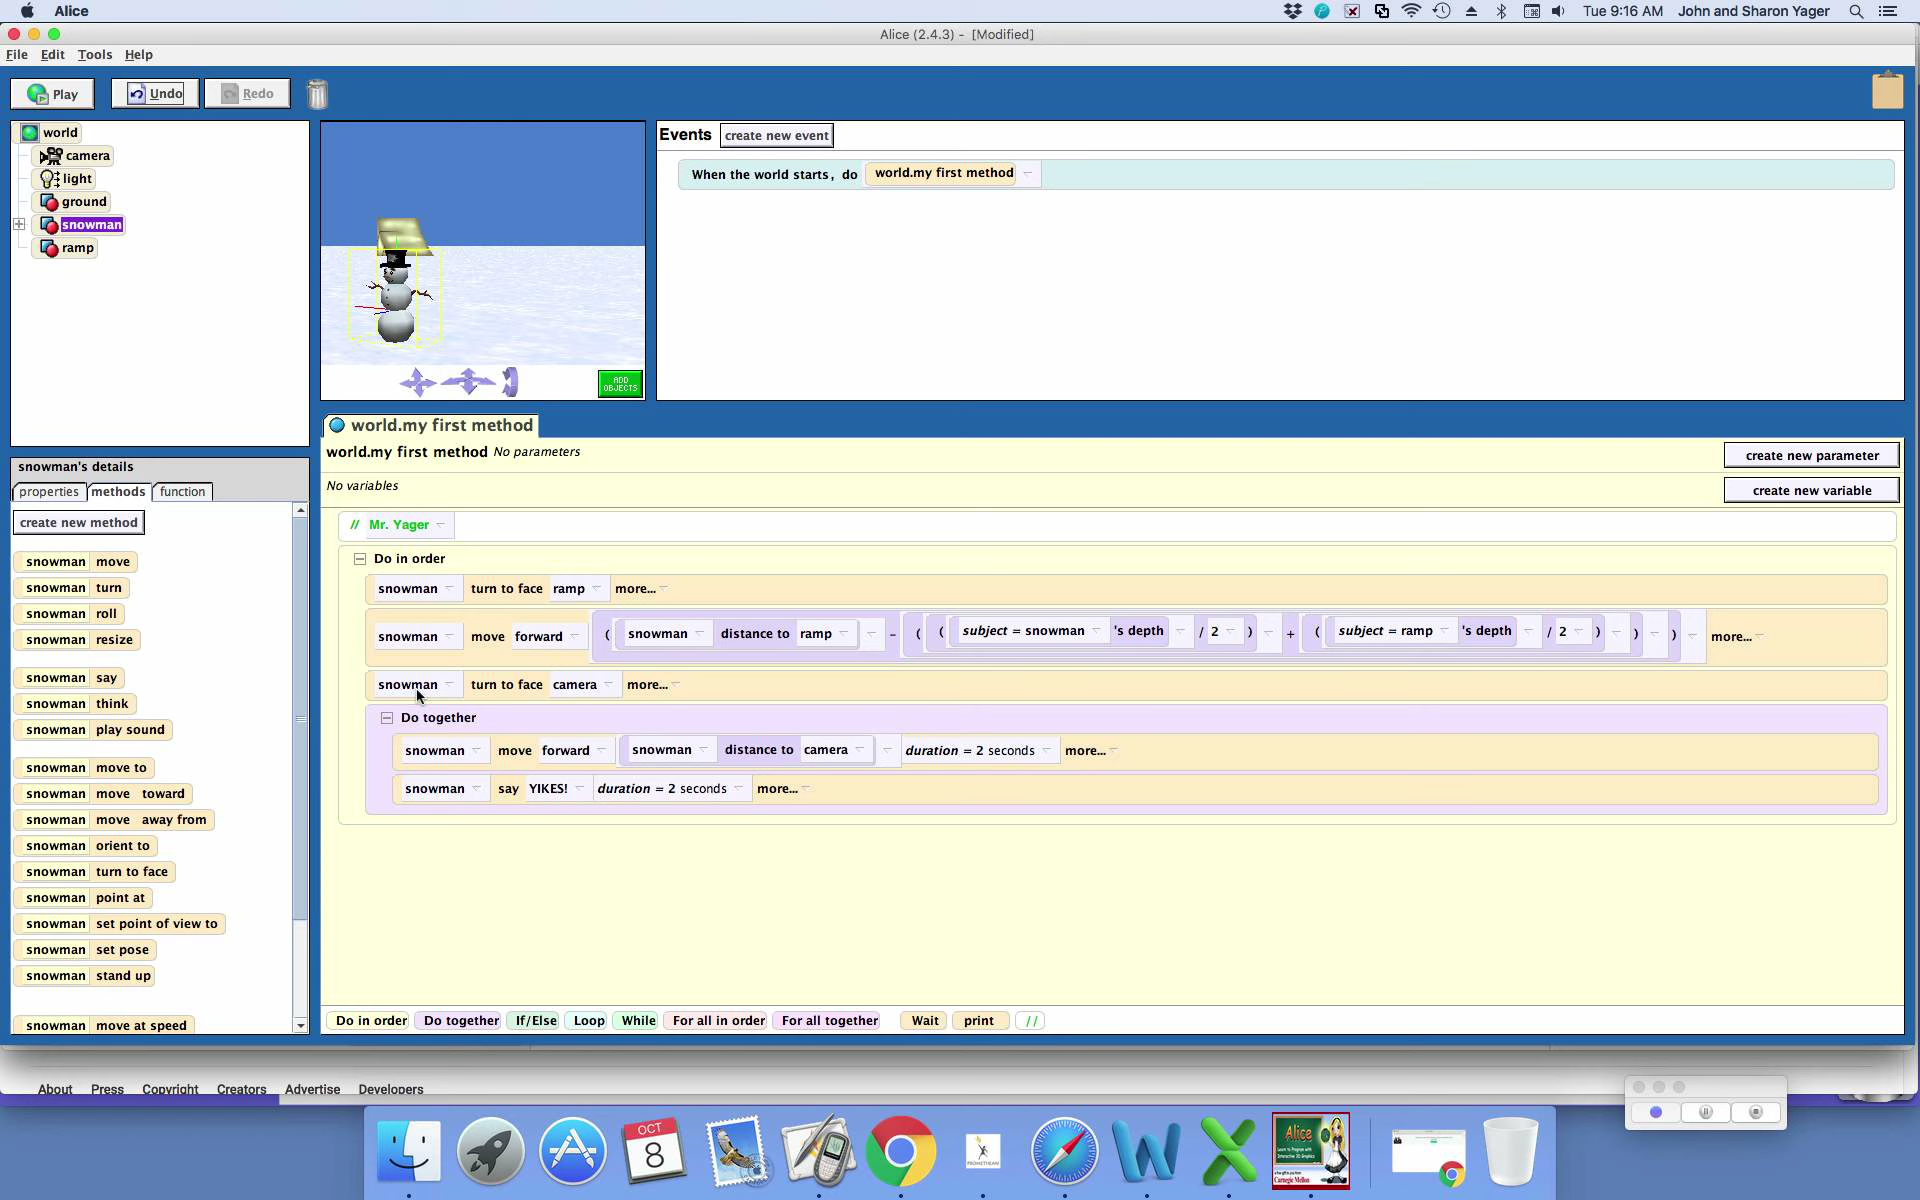 Alice
Tue 9:16 AM John and Sharon Yager
Alice (2.4.3) - [Modified]
File Edit Tools Help
Play Undo Redo
world
camera
light
ground
snowman
ramp
ADD
OBJECTS
Events create new event
When the world starts, do world.my first method
snowman's details
properties methods function
create new method
snowman move
snowman turn
snowman roll
snowman resize
snowman say
snowman think
snowman play sound
snowman move to
snowman move toward
snowman move away from
snowman orient to
snowman turn to face
snowman point at
snowman set point of view to
snowman set pose
snowman stand up
snowman move at speed
world.my first method
world.my first method No parameters
create new parameter
No variables
create new variable
// Mr. Yager
Do in order
snowman turn to face ramp more...
snowman move forward ( snowman distance to ramp - ( ( subject = snowman 's depth / 2 ) + ( subject = ramp 's depth / 2 ) ) ) more...
snowman turn to face camera more...
Do together
snowman move forward snowman distance to camera duration = 2 seconds more...
snowman say YIKES! duration = 2 seconds more...
Do in order Do together If/Else Loop While For all in order For all together Wait print //
About Press Copyright Creators Advertise Developers
OCT
8
PROMETHEAN
W
X
Alice
Carnegie Mellon